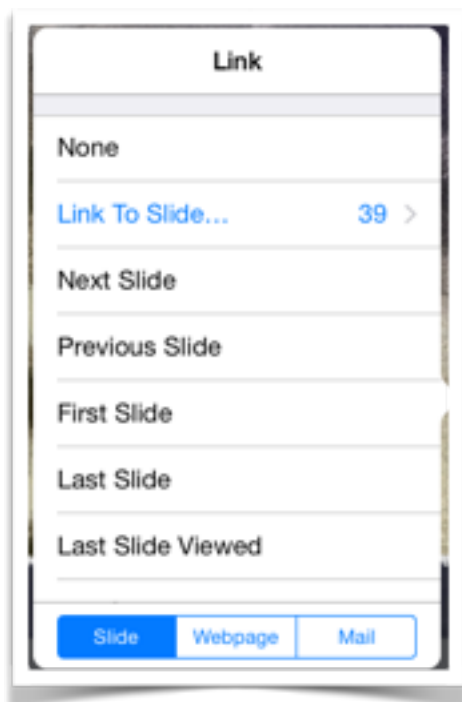 Link
None
Link To Slide... 39 >
Next Slide
Previous Slide
First Slide
Last Slide
Last Slide Viewed
Slide Webpage Mail